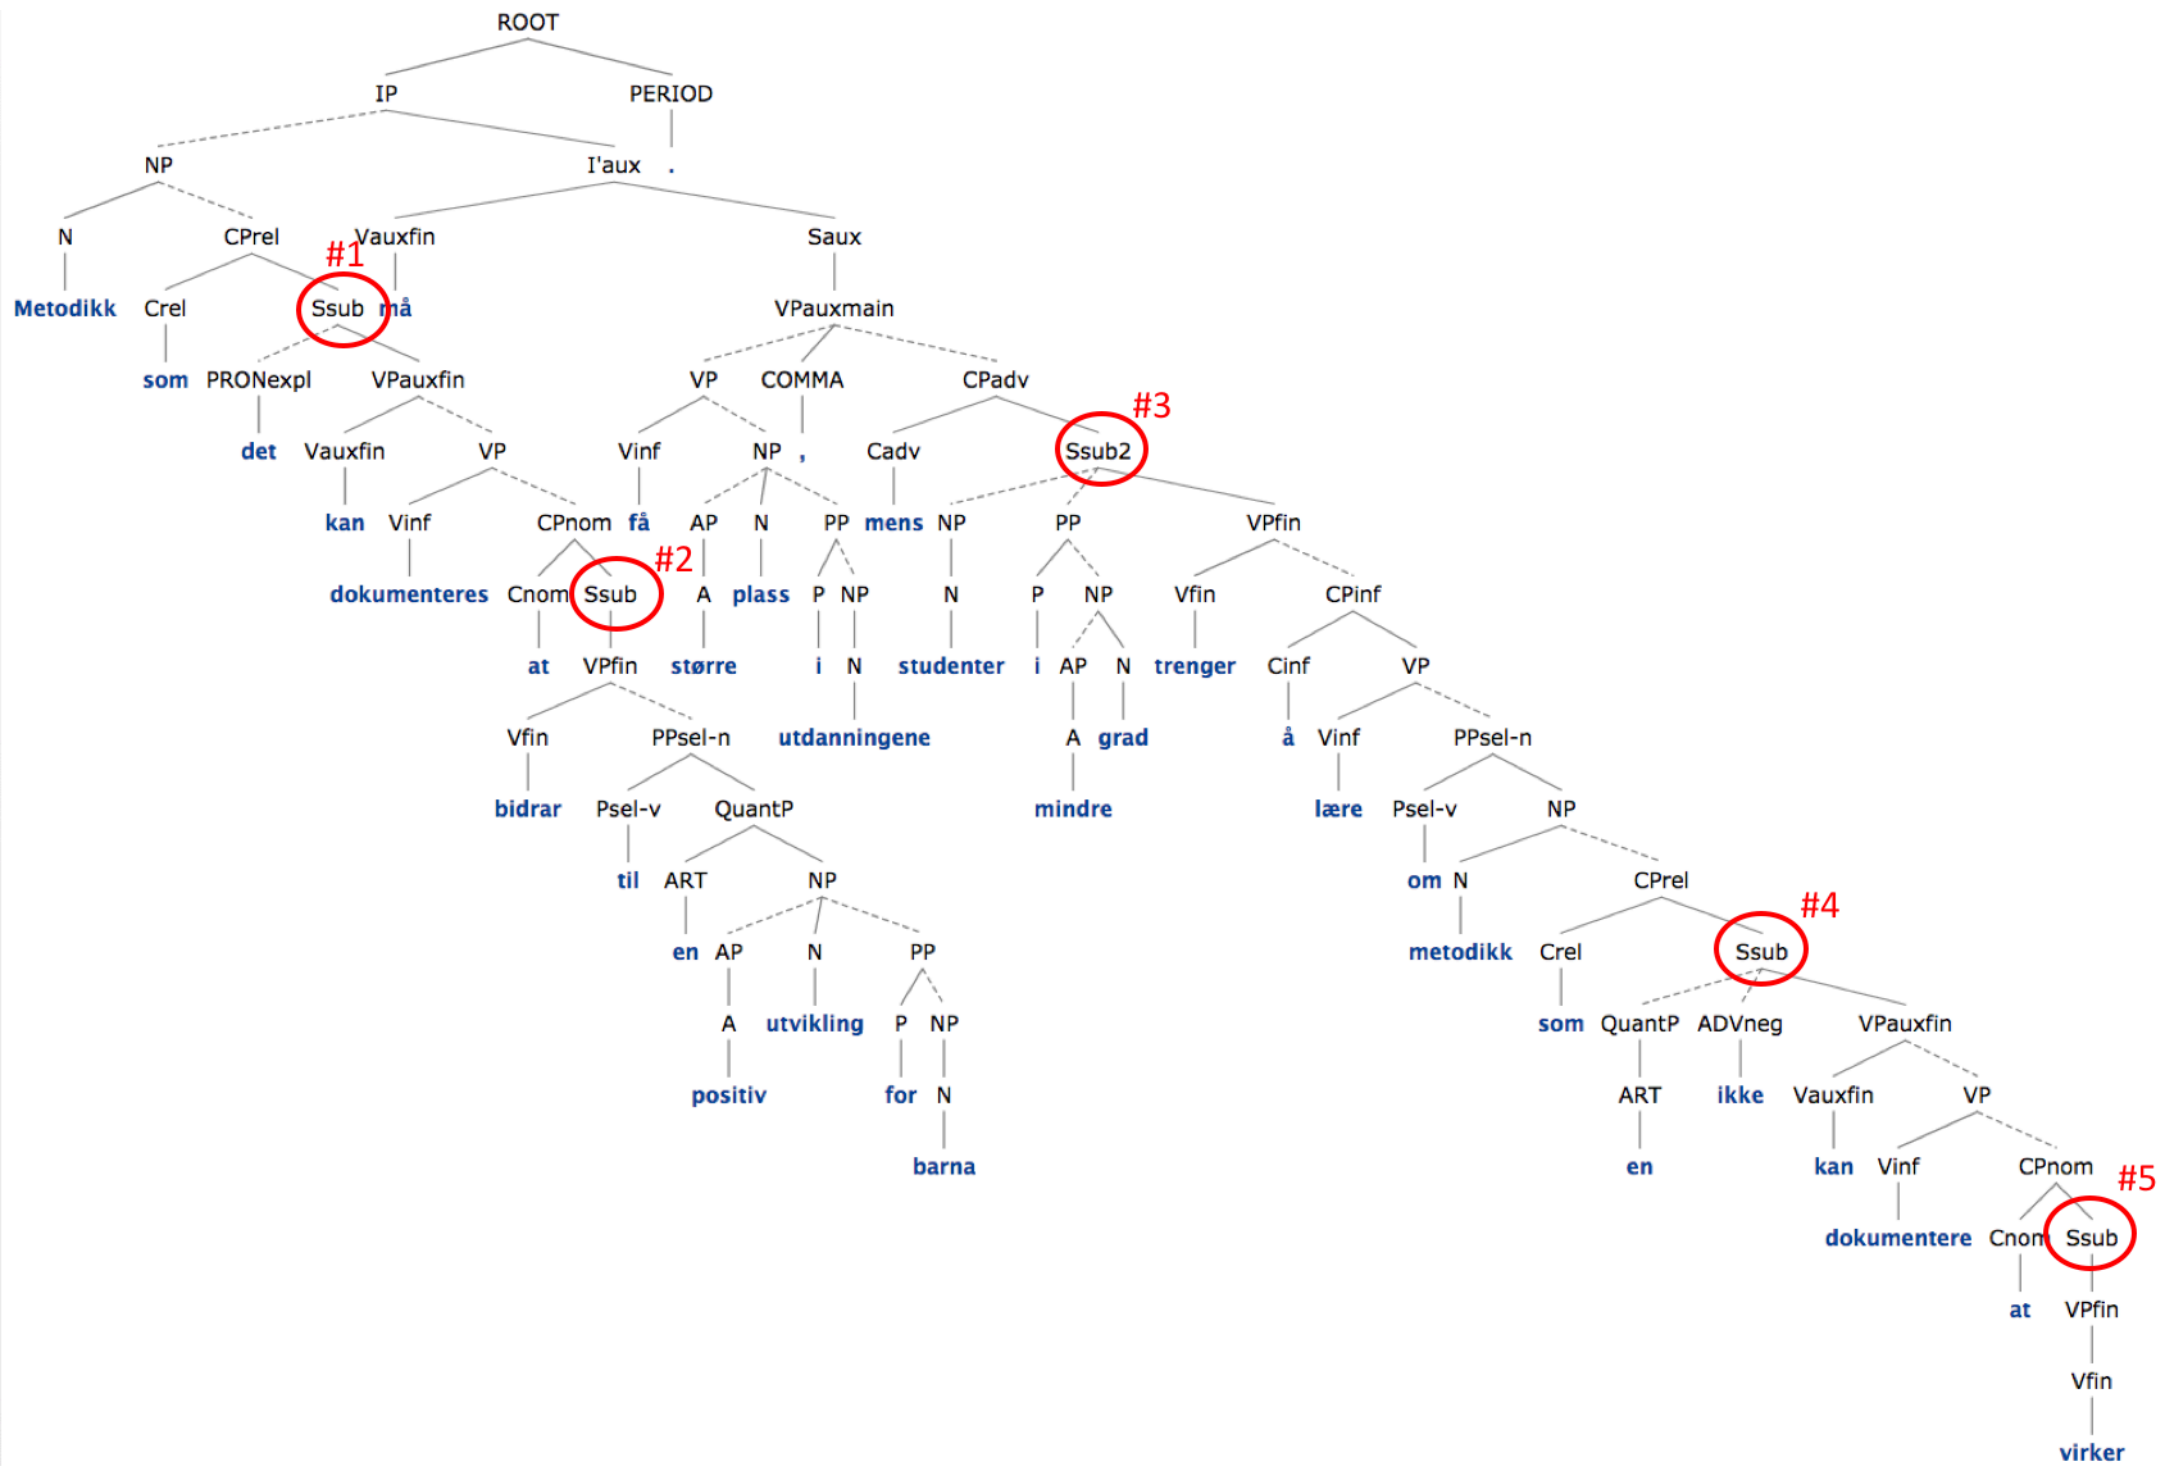 ROOT
IP PERIOD
NP I'aux .
N CPrel Vauxfin Saux
#1
Metodikk Crel Ssub må VPauxmain
som PRONexpl VPauxfin VP COMMA CPadv
#3
det Vauxfin VP Vinf NP , Cadv Ssub2
kan Vinf CPnom få AP N PP mens NP PP VPfin
#2
dokumenteres Cnom Ssub A plass P NP N P NP Vfin CPinf
at VPfin større i N studenter i AP N trenger Cinf VP
Vfin PPsel-n utdanningene A grad å Vinf PPsel-n
bidrar Psel-v QuantP mindre lære Psel-v NP
til ART NP om N CPrel
#4
en AP N PP metodikk Crel Ssub
A utvikling P NP som QuantP ADVneg VPauxfin
positiv for N ART ikke Vauxfin VP
barna en kan Vinf CPnom
#5
dokumentere Cnom Ssub
at VPfin
Vfin
virker